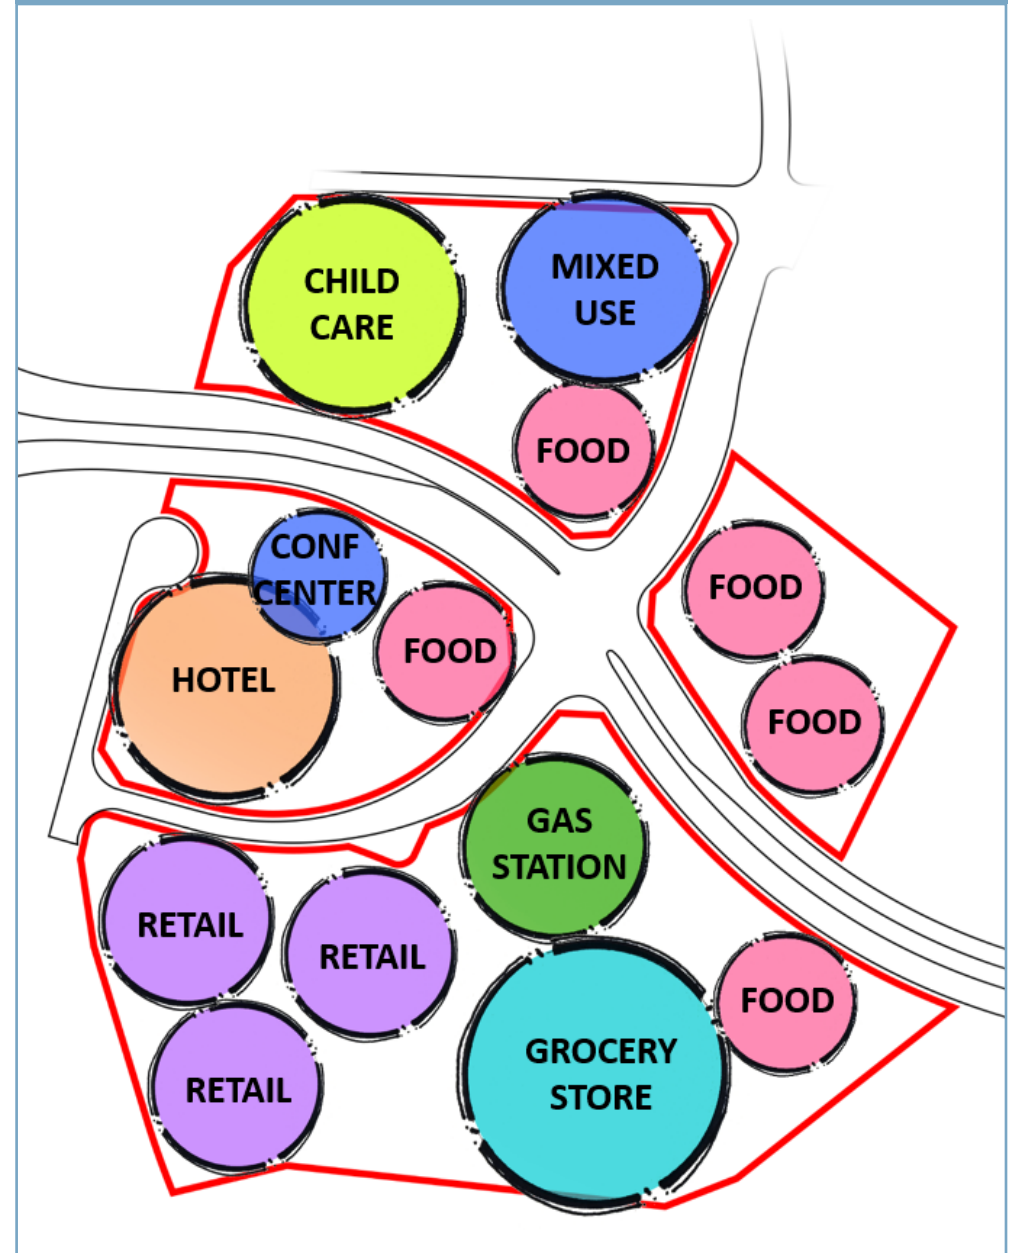 CHILD
CARE
MIXED
USE
FOOD
CONF
CENTER
HOTEL
FOOD
FOOD
FOOD
GAS
STATION
RETAIL
RETAIL
RETAIL
GROCERY
STORE
FOOD